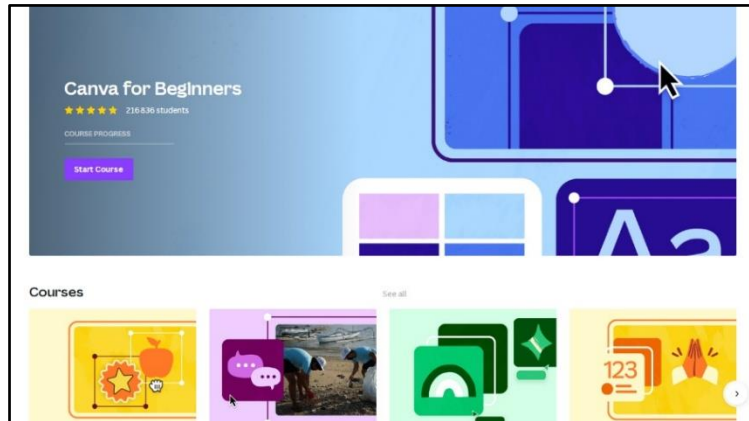 Canva for Beginners
216 836 students
COURSE PROGRESS
Start Course
Aa
Courses
See all
123